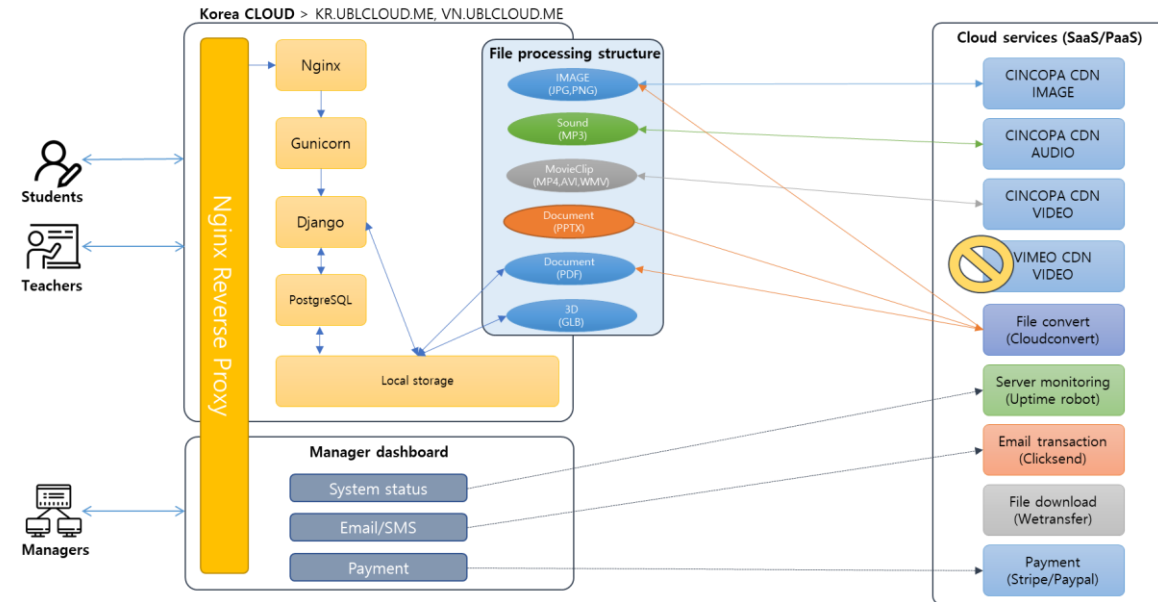 Korea CLOUD > KR.UBLCLOUD.ME, VN.UBLCLOUD.ME
Nginx Reverse Proxy
Nginx
Gunicorn
Django
PostgreSQL
Local storage
File processing structure
IMAGE
(JPG,PNG)
Sound
(MP3)
MovieClip
(MP4,AVI,WMV)
Document
(PPTX)
Document
(PDF)
3D
(GLB)
Students
Teachers
Managers
Manager dashboard
System status
Email/SMS
Payment
Cloud services (SaaS/PaaS)
CINCOPA CDN
IMAGE
CINCOPA CDN
AUDIO
CINCOPA CDN
VIDEO
VIMEO CDN
VIDEO
File convert
(Cloudconvert)
Server monitoring
(Uptime robot)
Email transaction
(Clicksend)
File download
(Wetransfer)
Payment
(Stripe/Paypal)